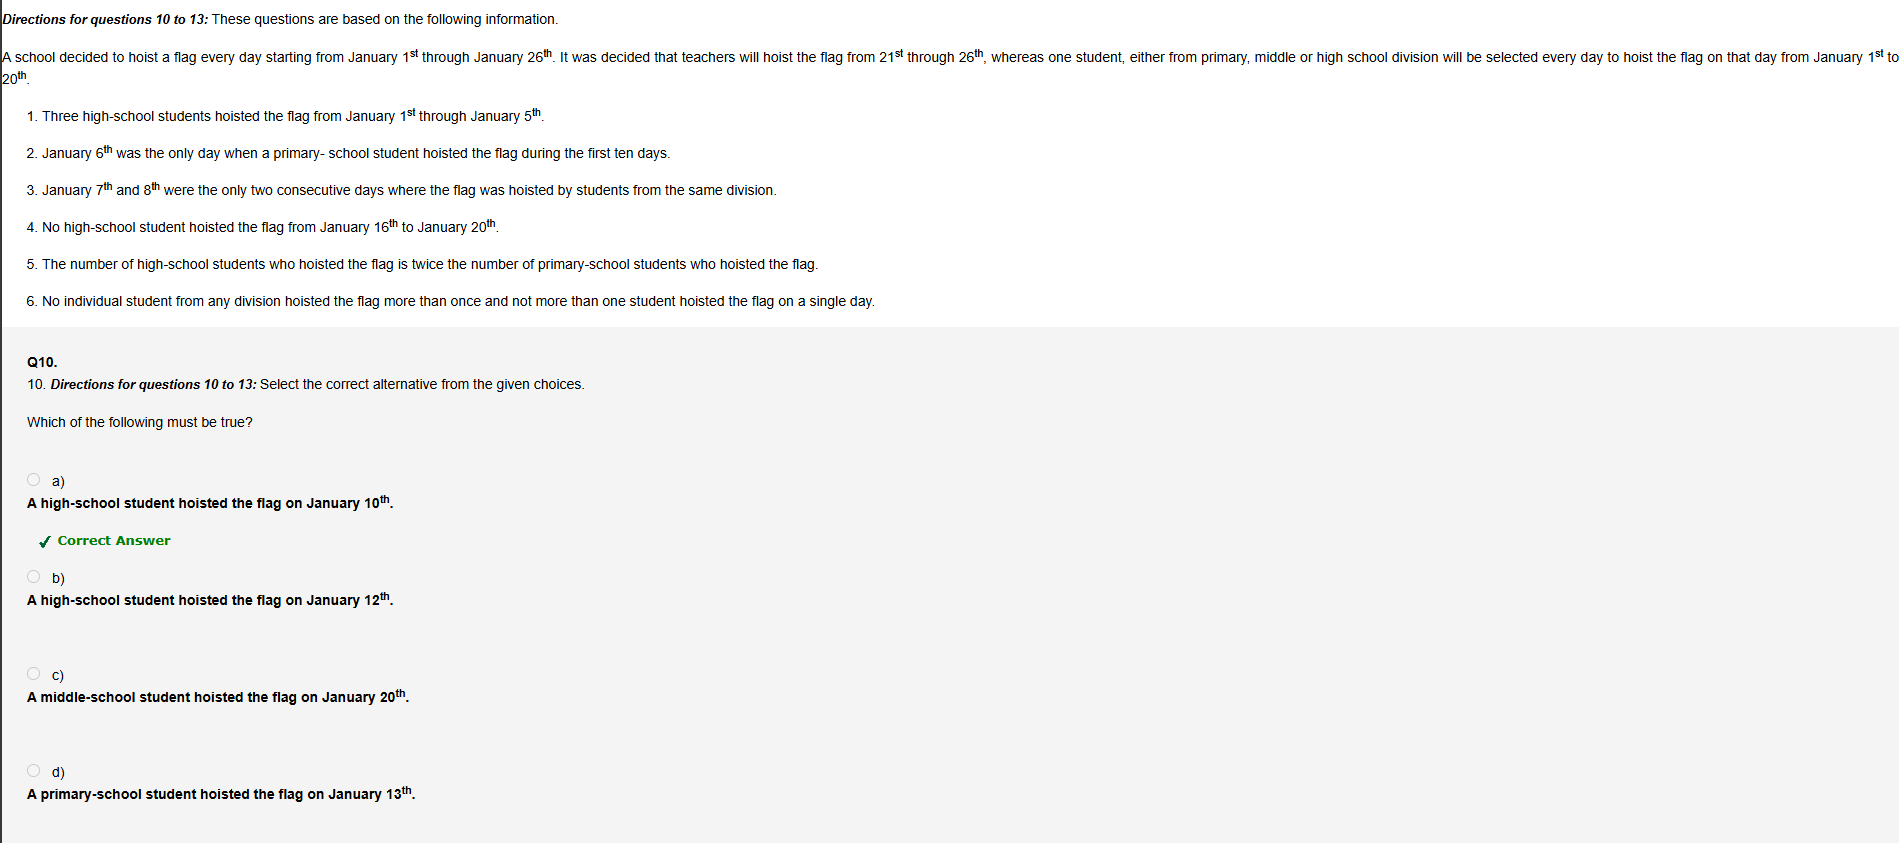 Directions for questions 10 to 13: These questions are based on the following information.
A school decided to hoist a flag every day starting from January 1st through January 26th. It was decided that teachers will hoist the flag from 21st through 26th, whereas one student, either from primary, middle or high school division will be selected every day to hoist the flag on that day from January 1st to
20th.
1. Three high-school students hoisted the flag from January 1st through January 5th.
2. January 6th was the only day when a primary- school student hoisted the flag during the first ten days.
3. January 7th and 8th were the only two consecutive days where the flag was hoisted by students from the same division.
4. No high-school student hoisted the flag from January 16th to January 20th.
5. The number of high-school students who hoisted the flag is twice the number of primary-school students who hoisted the flag.
6. No individual student from any division hoisted the flag more than once and not more than one student hoisted the flag on a single day.
Q10.
10. Directions for questions 10 to 13: Select the correct alternative from the given choices.
Which of the following must be true?
a)
A high-school student hoisted the flag on January 10th.
✓ Correct Answer
b)
A high-school student hoisted the flag on January 12th.
c)
A middle-school student hoisted the flag on January 20th.
d)
A primary-school student hoisted the flag on January 13th.